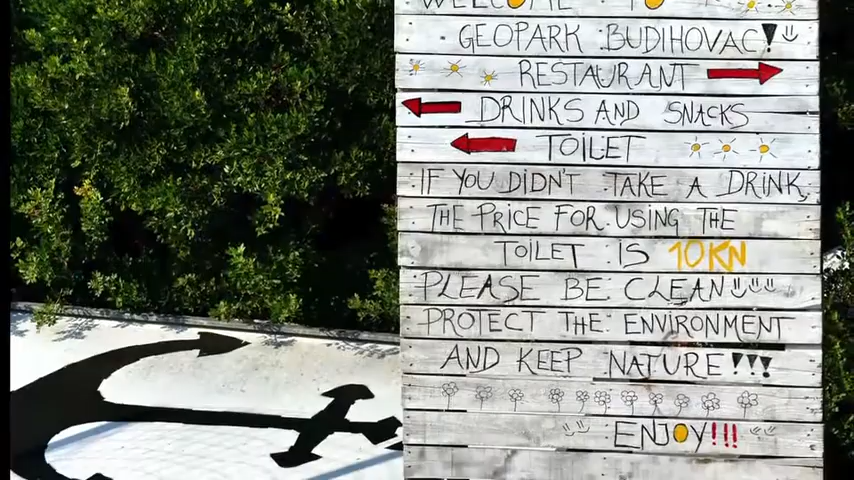 WELCOME TO
GEOPARK BUDIHOVAC!
RESTAURANT
DRINKS AND SNACKS
TOILET
IF YOU DIDN'T TAKE A DRINK,
THE PRICE FOR USING THE
TOILET IS 10KN
PLEASE BE CLEAN
PROTECT THE ENVIRONMENT
AND KEEP NATURE!!!
ENJOY!!!